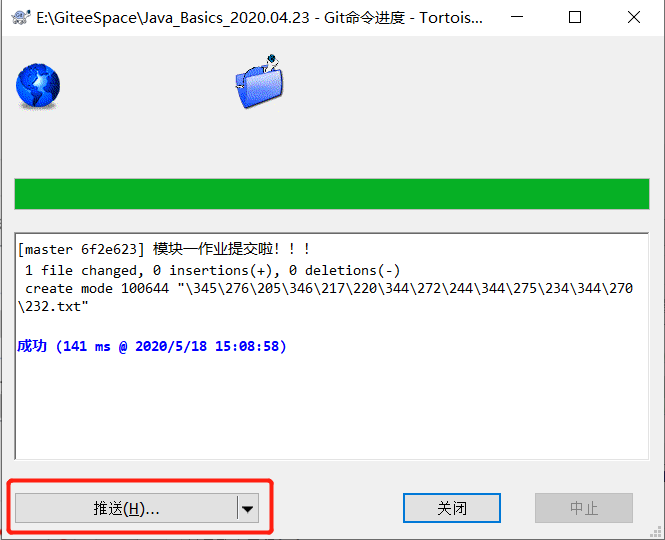 E:\GiteeSpace\Java_Basics_2020.04.23 - Git命令进度 - Tortois...
[master 6f2e623] 模块一作业提交啦！！！
1 file changed, 0 insertions(+), 0 deletions(-)
create mode 100644 "\345\276\205\346\217\220\344\272\244\344\275\234\344\270
\232.txt"
成功 (141 ms @ 2020/5/18 15:08:58)
推送(H)...
关闭
中止